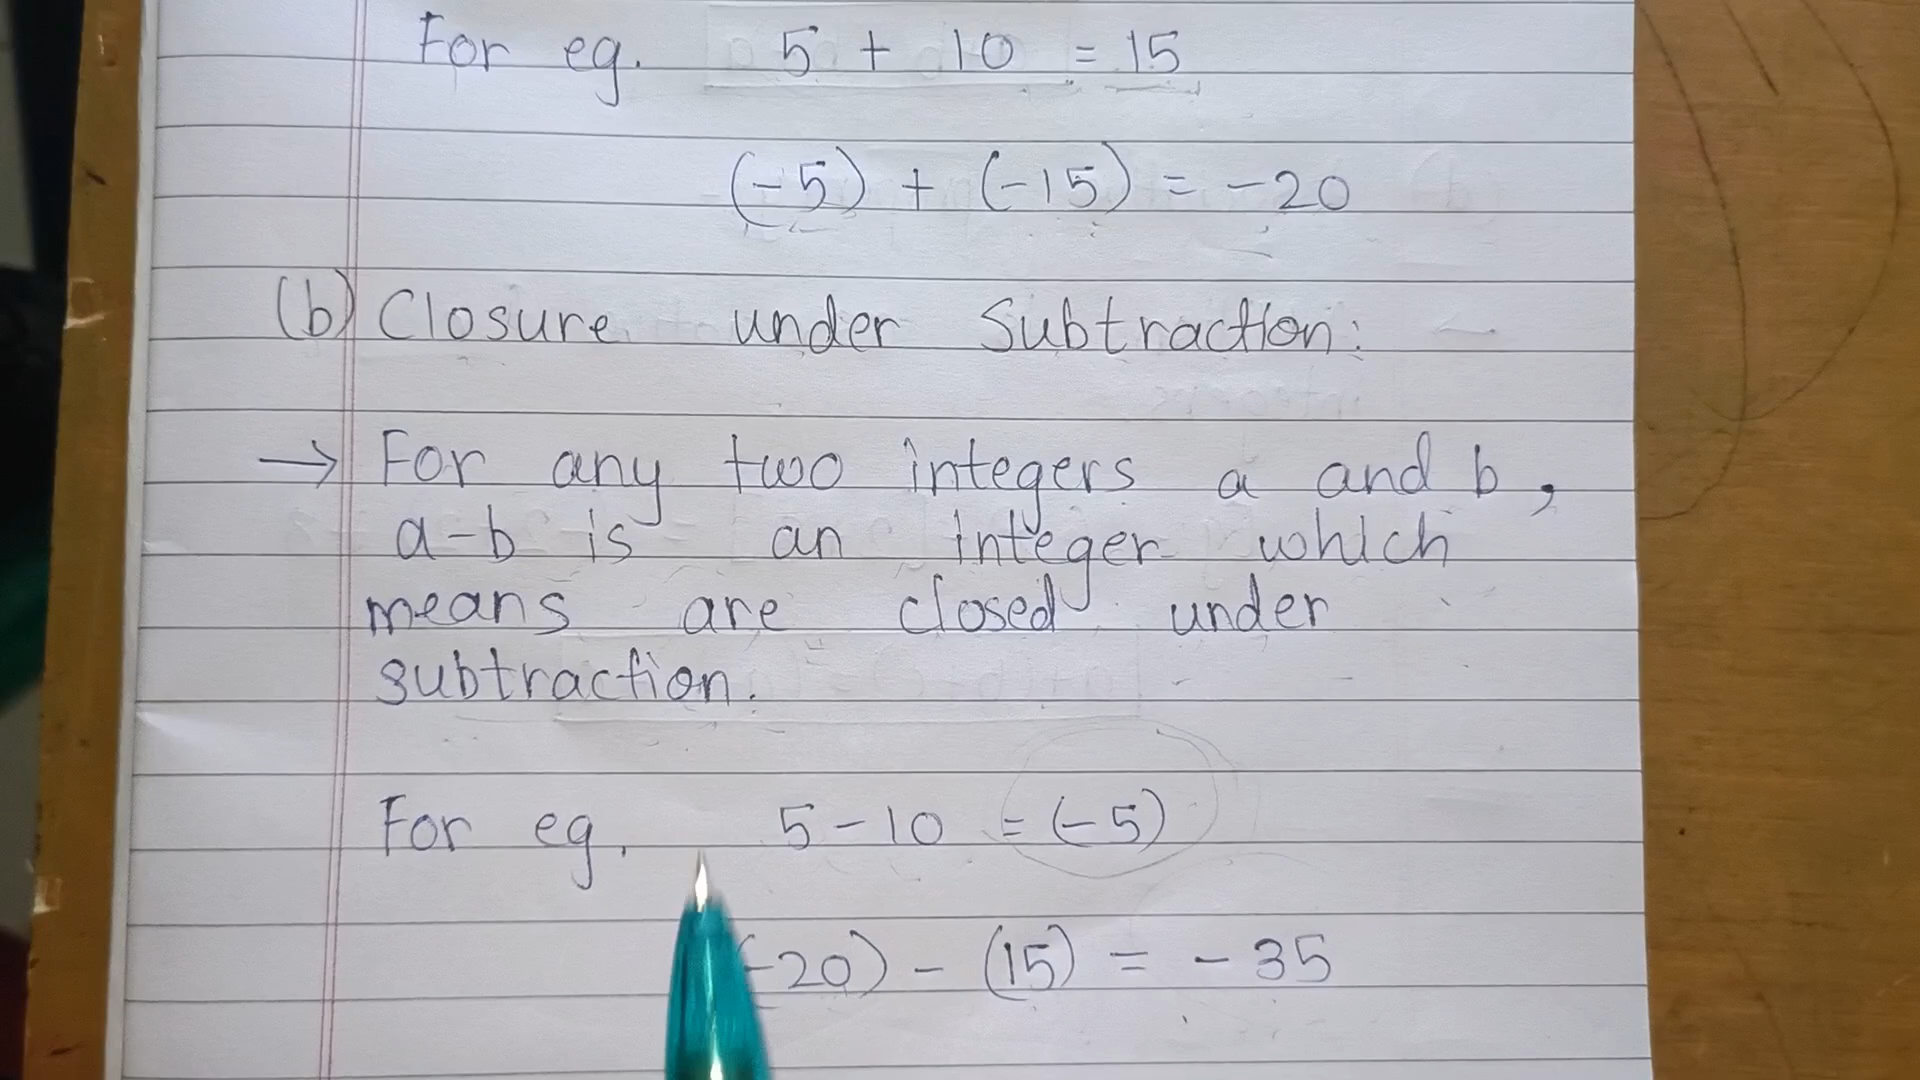 For eg. 5 + 10 = 15
(-5) + (-15) = -20
(b) Closure under Subtraction:
→ For any two integers a and b,
a-b is an integer which
means are closed under
subtraction.
For eg. 5-10 = (-5)
-20) - (15) = - 35